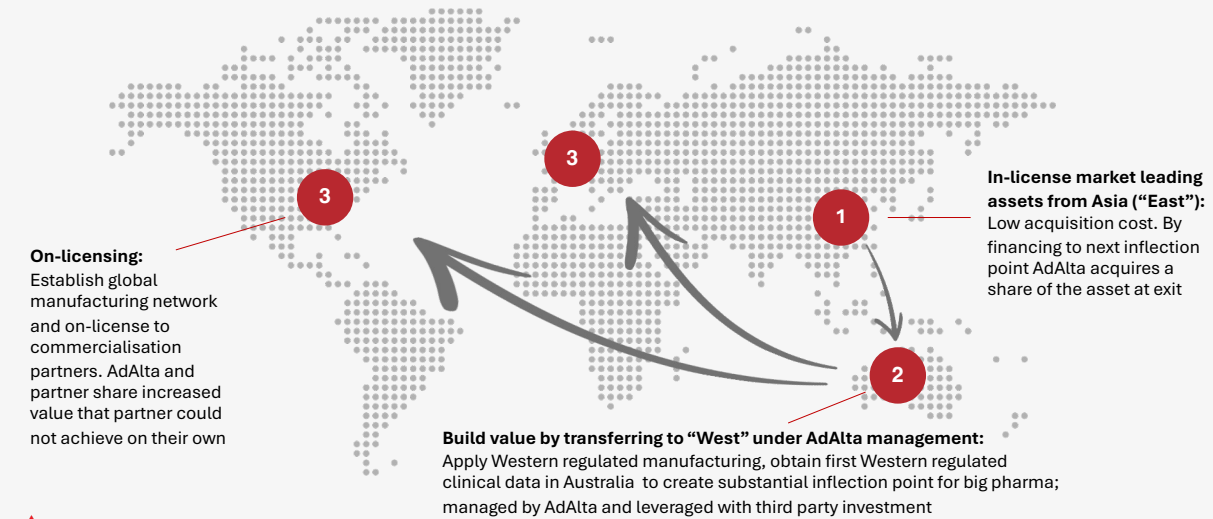 3
3
1
In-license market leading
assets from Asia (“East”):
Low acquisition cost. By
financing to next inflection
point AdAlta acquires a
share of the asset at exit
On-licensing:
Establish global
manufacturing network
and on-license to
commercialisation
partners. AdAlta and
partner share increased
value that partner could
not achieve on their own
2
Build value by transferring to “West” under AdAlta management:
Apply Western regulated manufacturing, obtain first Western regulated
clinical data in Australia to create substantial inflection point for big pharma;
managed by AdAlta and leveraged with third party investment